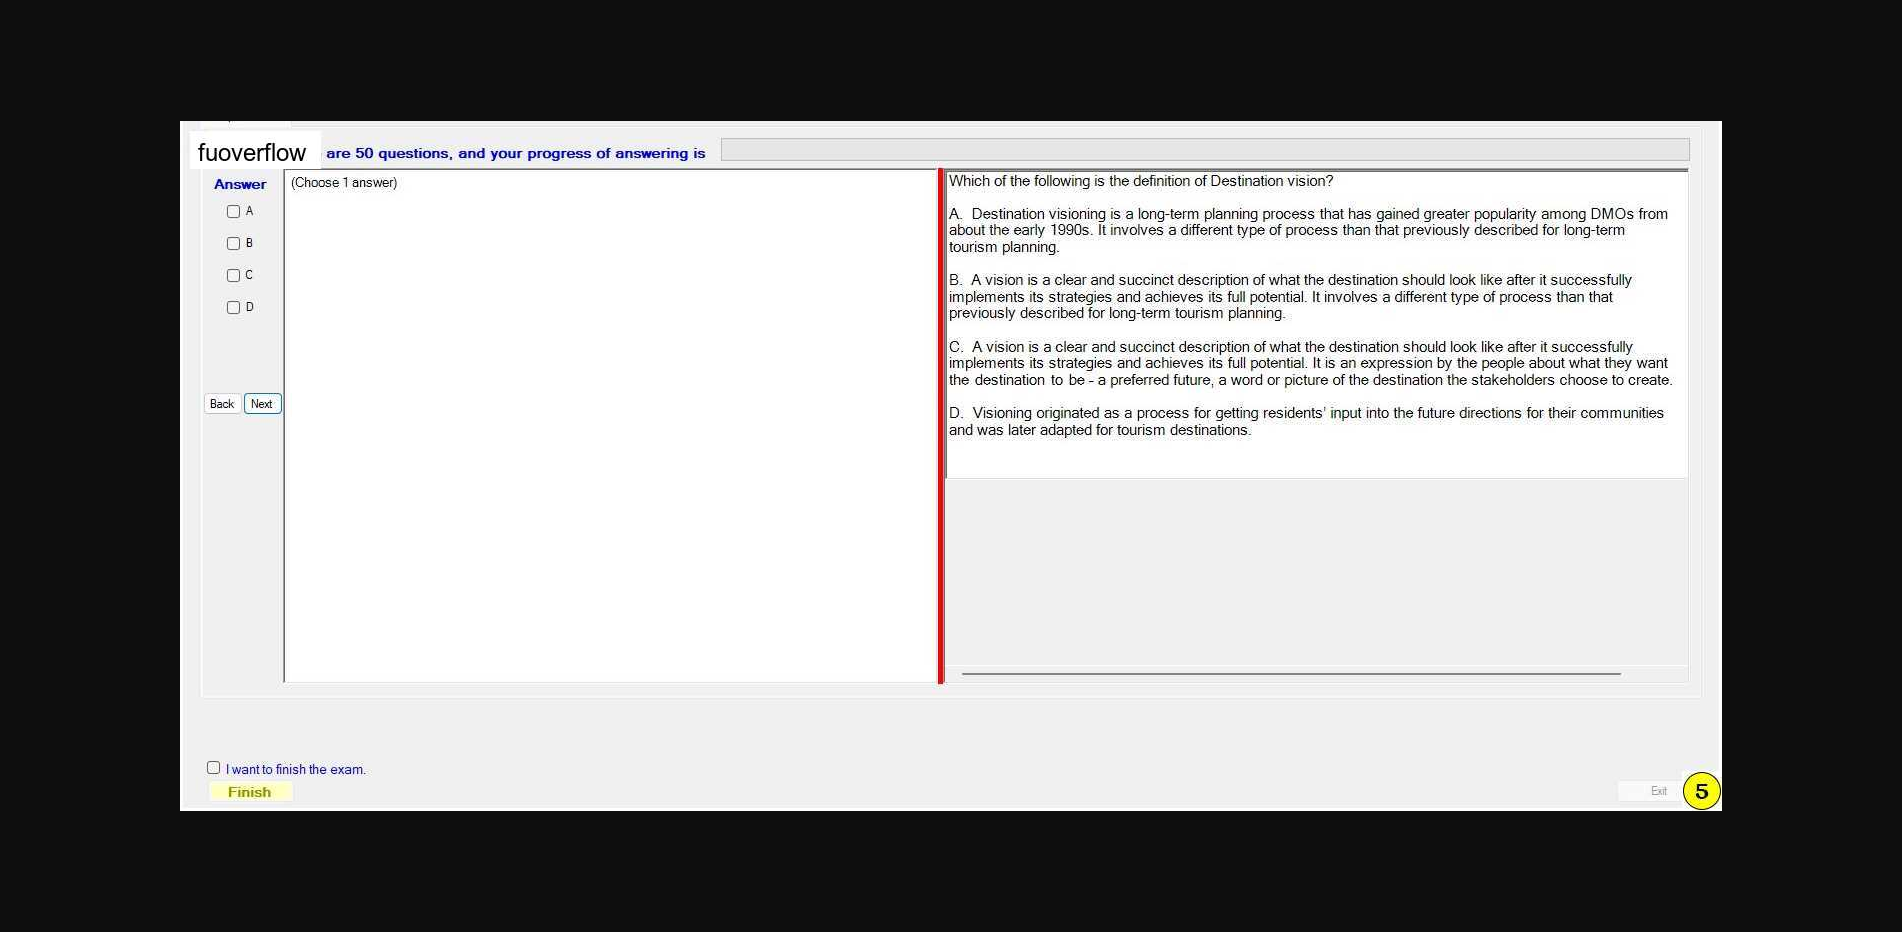 fuoverflow are 50 questions, and your progress of answering is
Answer
(Choose 1 answer)
A
B
C
D
Back Next
Which of the following is the definition of Destination vision?
A. Destination visioning is a long-term planning process that has gained greater popularity among DMOs from
about the early 1990s. It involves a different type of process than that previously described for long-term
tourism planning.
B. A vision is a clear and succinct description of what the destination should look like after it successfully
implements its strategies and achieves its full potential. It involves a different type of process than that
previously described for long-term tourism planning.
C. A vision is a clear and succinct description of what the destination should look like after it successfully
implements its strategies and achieves its full potential. It is an expression by the people about what they want
the destination to be - a preferred future, a word or picture of the destination the stakeholders choose to create.
D. Visioning originated as a process for getting residents' input into the future directions for their communities
and was later adapted for tourism destinations.
I want to finish the exam.
Finish
Exit
5